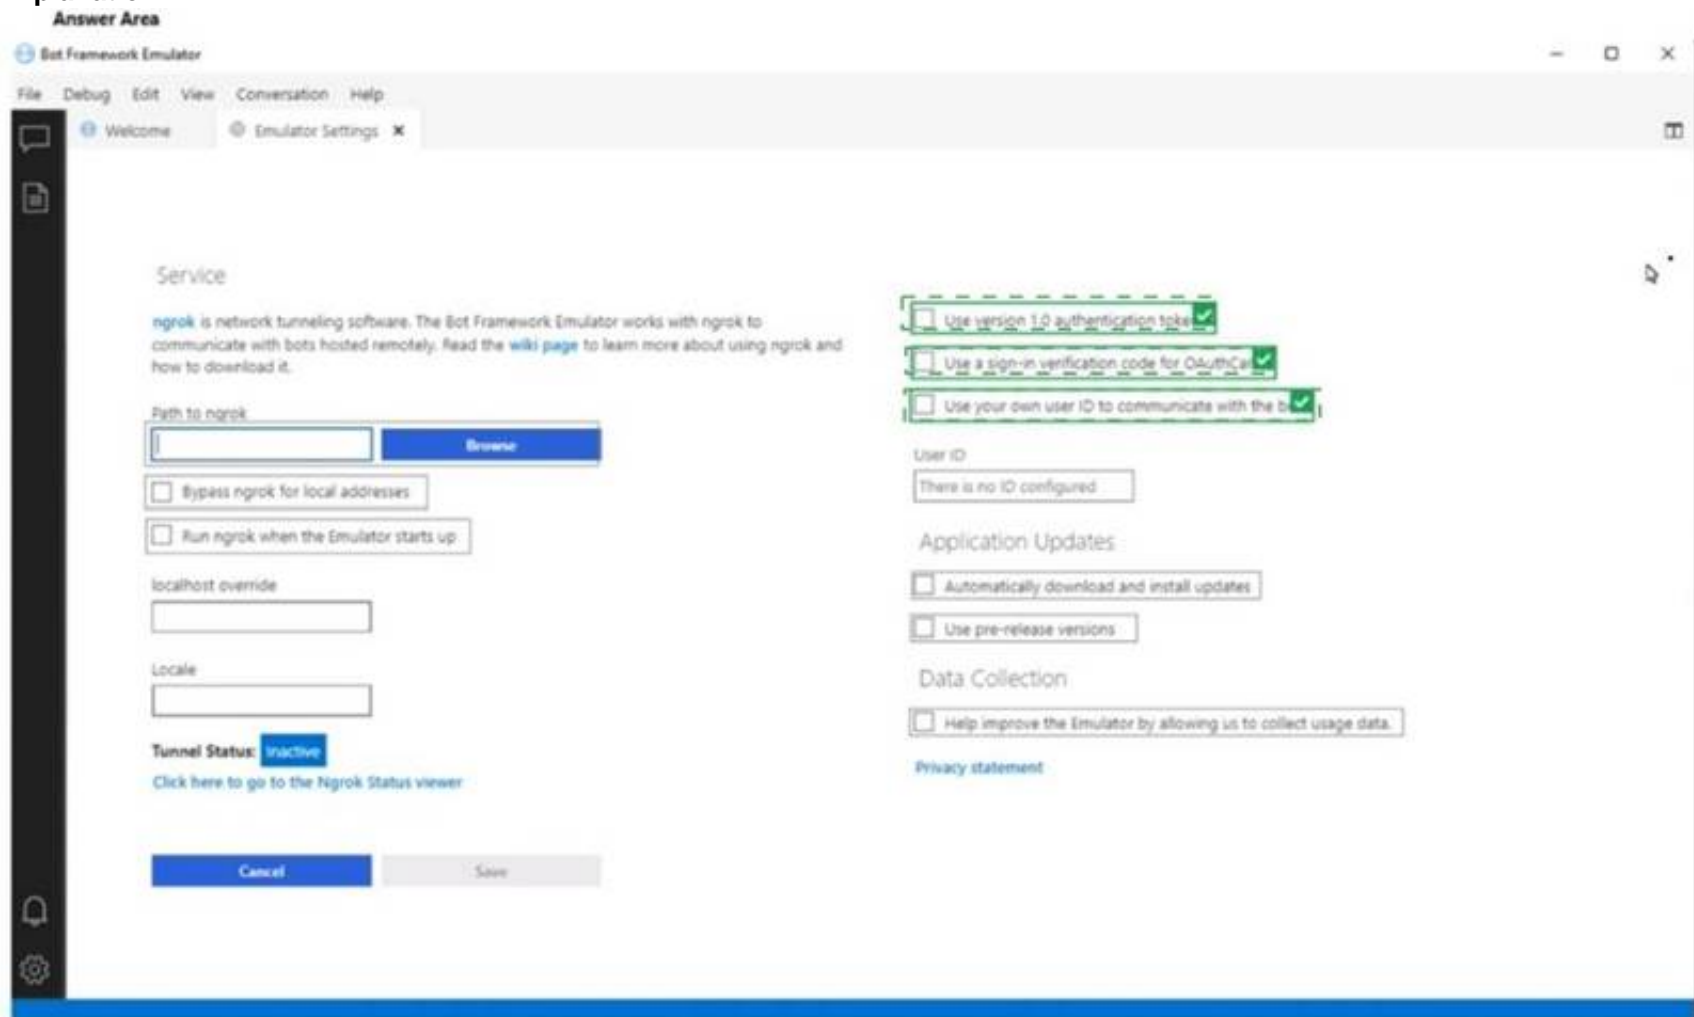 Answer Area
Bot Framework Emulator
File Debug Edit View Conversation Help
Welcome Emulator Settings
Service
ngrok is network tunneling software. The Bot Framework Emulator works with ngrok to
communicate with bots hosted remotely. Read the wiki page to learn more about using ngrok and
how to download it.
Path to ngrok
Browse
Bypass ngrok for local addresses
Run ngrok when the Emulator starts up
localhost override
Locale
Tunnel Status: Inactive
Click here to go to the Ngrok Status viewer
Cancel Save
Use version 1.0 authentication
Use a sign-in verification code for
Use your own user ID to communicate with the
User ID
There is no ID configured
Application Updates
Automatically download and install updates
Use pre-release versions
Data Collection
Help improve the Emulator by allowing us to collect usage data.
Privacy statement